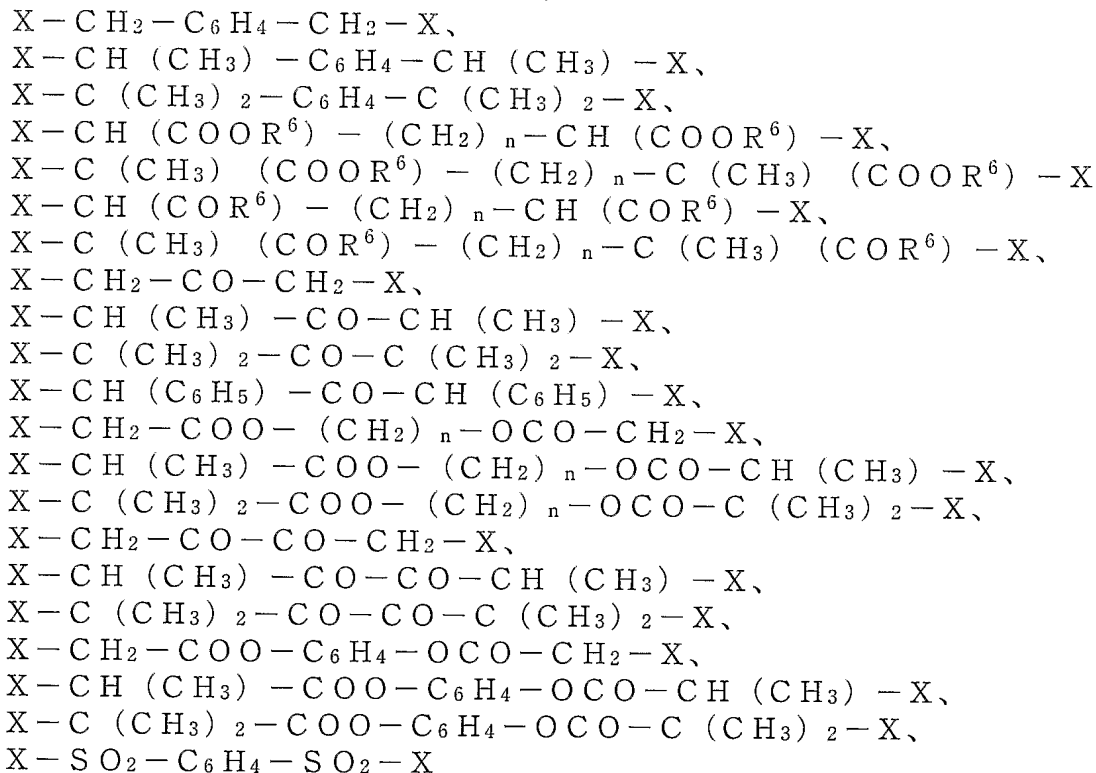 X－CH₂－C₆H₄－CH₂－X、
X－CH（CH₃）－C₆H₄－CH（CH₃）－X、
X－C（CH₃）₂－C₆H₄－C（CH₃）₂－X、
X－CH（COOR⁶）－（CH₂）ₙ－CH（COOR⁶）－X、
X－C（CH₃）（COOR⁶）－（CH₂）ₙ－C（CH₃）（COOR⁶）－X
X－CH（COR⁶）－（CH₂）ₙ－CH（COR⁶）－X、
X－C（CH₃）（COR⁶）－（CH₂）ₙ－C（CH₃）（COR⁶）－X、
X－CH₂－CO－CH₂－X、
X－CH（CH₃）－CO－CH（CH₃）－X、
X－C（CH₃）₂－CO－C（CH₃）₂－X、
X－CH（C₆H₅）－CO－CH（C₆H₅）－X、
X－CH₂－COO－（CH₂）ₙ－OCO－CH₂－X、
X－CH（CH₃）－COO－（CH₂）ₙ－OCO－CH（CH₃）－X、
X－C（CH₃）₂－COO－（CH₂）ₙ－OCO－C（CH₃）₂－X、
X－CH₂－CO－CO－CH₂－X、
X－CH（CH₃）－CO－CO－CH（CH₃）－X、
X－C（CH₃）₂－CO－CO－C（CH₃）₂－X、
X－CH₂－COO－C₆H₄－OCO－CH₂－X、
X－CH（CH₃）－COO－C₆H₄－OCO－CH（CH₃）－X、
X－C（CH₃）₂－COO－C₆H₄－OCO－C（CH₃）₂－X、
X－SO₂－C₆H₄－SO₂－X